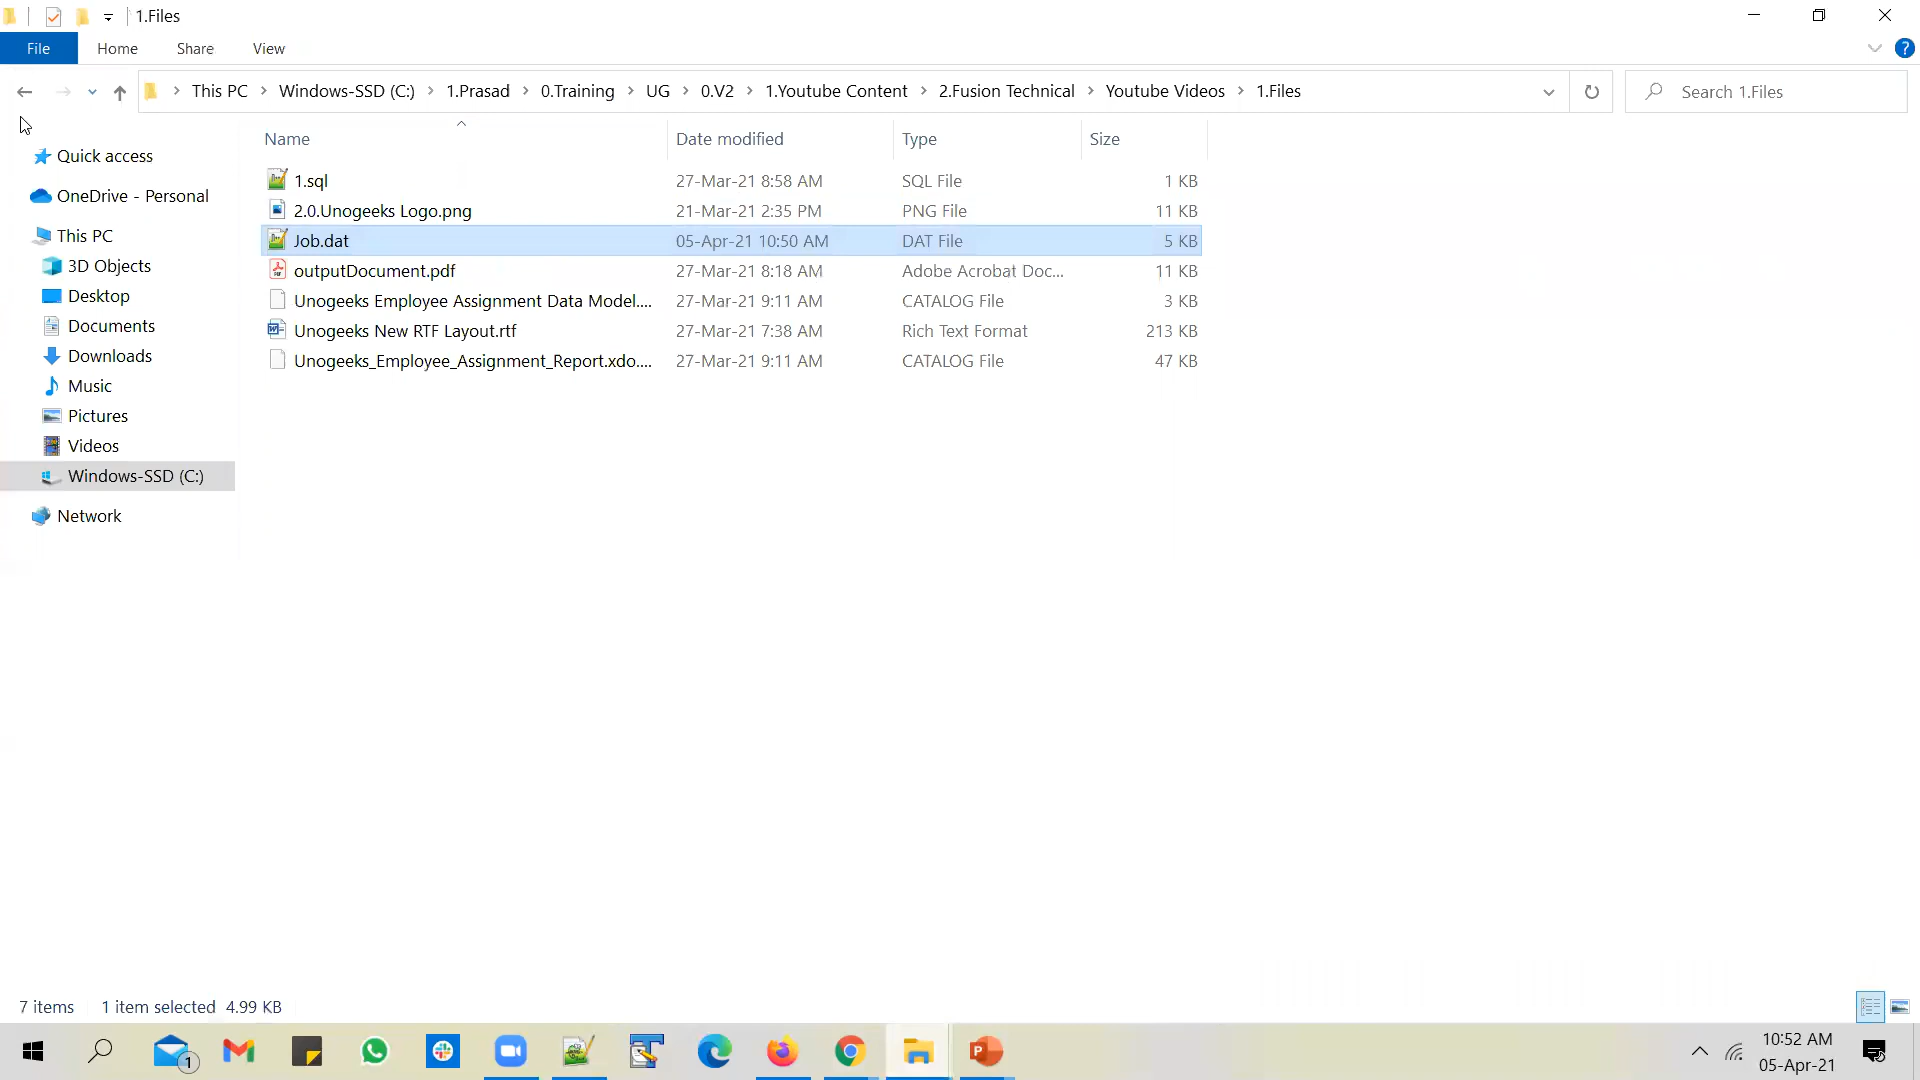 1.Files
File Home Share View
This PC Windows-SSD (C:) 1.Prasad 0.Training UG 0.V2 1.Youtube Content 2.Fusion Technical Youtube Videos 1.Files
Search 1.Files
Quick access
OneDrive - Personal
This PC
3D Objects
Desktop
Documents
Downloads
Music
Pictures
Videos
Windows-SSD (C:)
Network
Name Date modified Type Size
1.sql 27-Mar-21 8:58 AM SQL File 1 KB
2.0.Unogeeks Logo.png 21-Mar-21 2:35 PM PNG File 11 KB
Job.dat 05-Apr-21 10:50 AM DAT File 5 KB
outputDocument.pdf 27-Mar-21 8:18 AM Adobe Acrobat Doc... 11 KB
Unogeeks Employee Assignment Data Model.... 27-Mar-21 9:11 AM CATALOG File 3 KB
Unogeeks New RTF Layout.rtf 27-Mar-21 7:38 AM Rich Text Format 213 KB
Unogeeks_Employee_Assignment_Report.xdo.... 27-Mar-21 9:11 AM CATALOG File 47 KB
7 items 1 item selected 4.99 KB
1
10:52 AM
05-Apr-21